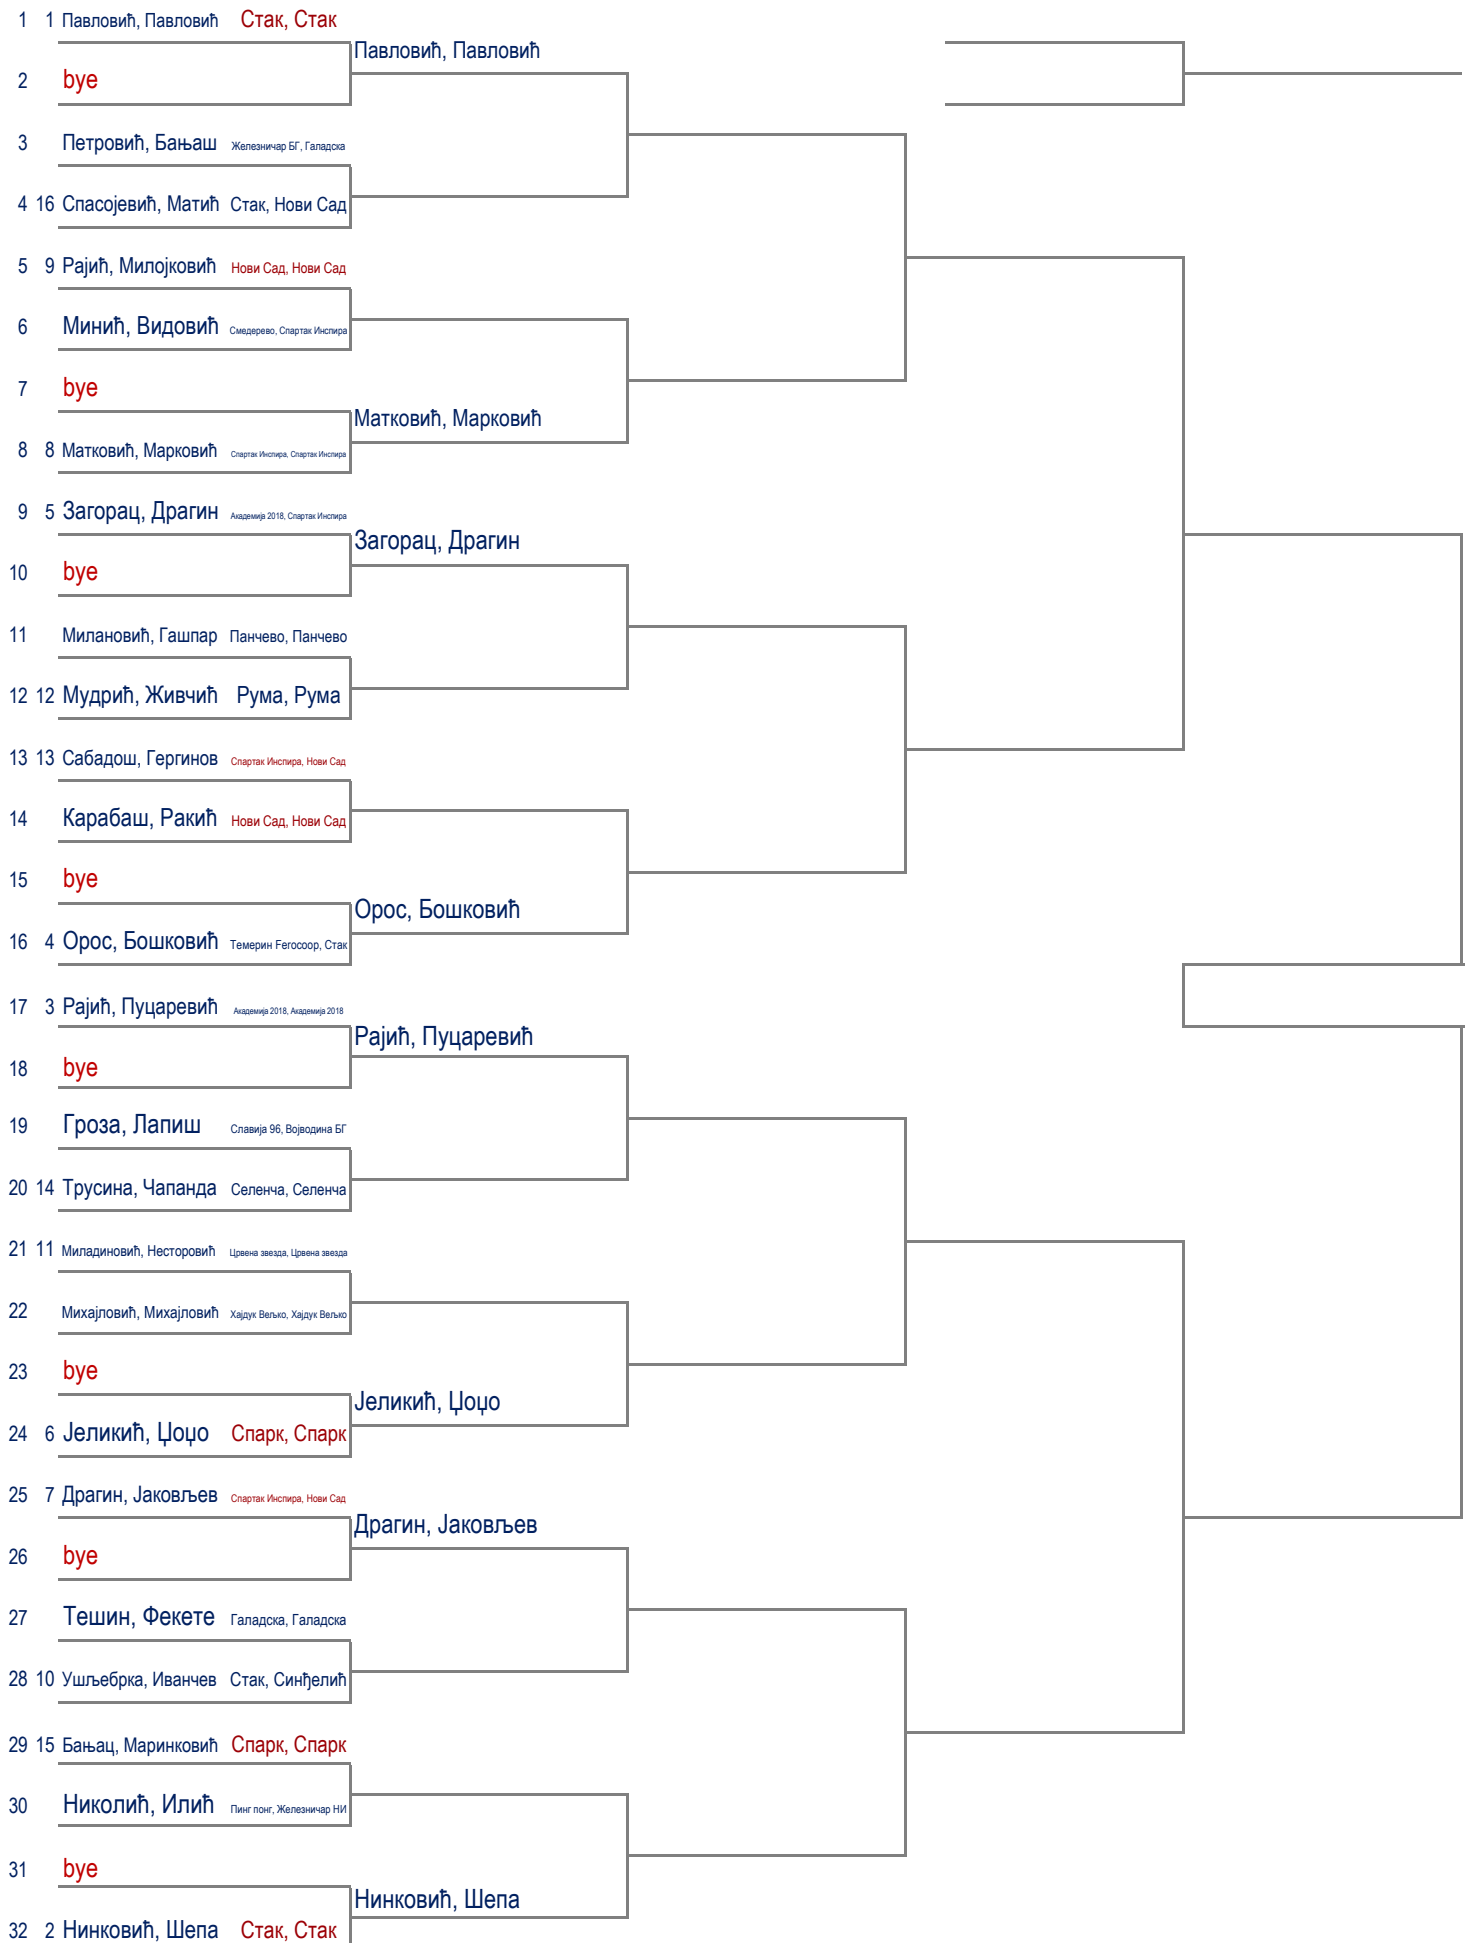 1 1 Павловић, Павловић Стак, Стак
Павловић, Павловић
2 bye
3 Петровић, Бањаш Железничар БГ, Галадска
4 16 Спасојевић, Матић Стак, Нови Сад
5 9 Рајић, Милојковић Нови Сад, Нови Сад
6 Минић, Видовић Смедерево, Спартак Инспира
7 bye
Матковић, Марковић
8 8 Матковић, Марковић Спартак Инспира, Спартак Инспира
9 5 Загорац, Драгин Академија 2018, Спартак Инспира
Загорац, Драгин
10 bye
11 Милановић, Гашпар Панчево, Панчево
12 12 Мудрић, Живчић Рума, Рума
13 13 Сабадош, Гергинов Спартак Инспира, Нови Сад
14 Карабаш, Ракић Нови Сад, Нови Сад
15 bye
Орос, Бошковић
16 4 Орос, Бошковић Темерин Ferocoop, Стак
17 3 Рајић, Пуцаревић Академија 2018, Академија 2018
Рајић, Пуцаревић
18 bye
19 Гроза, Лапиш Славија 96, Војводина БГ
20 14 Трусина, Чапанда Селенча, Селенча
21 11 Миладиновић, Несторовић Црвена звезда, Црвена звезда
22 Михајловић, Михајловић Хајдук Вељко, Хајдук Вељко
23 bye
Јеликић, Џоџо
24 6 Јеликић, Џоџо Спарк, Спарк
25 7 Драгин, Јаковљев Спартак Инспира, Нови Сад
Драгин, Јаковљев
26 bye
27 Тешин, Фекете Галадска, Галадска
28 10 Ушљебрка, Иванчев Стак, Синђелић
29 15 Бањац, Маринковић Спарк, Спарк
30 Николић, Илић Пинг понг, Железничар НИ
31 bye
Нинковић, Шепа
32 2 Нинковић, Шепа Стак, Стак